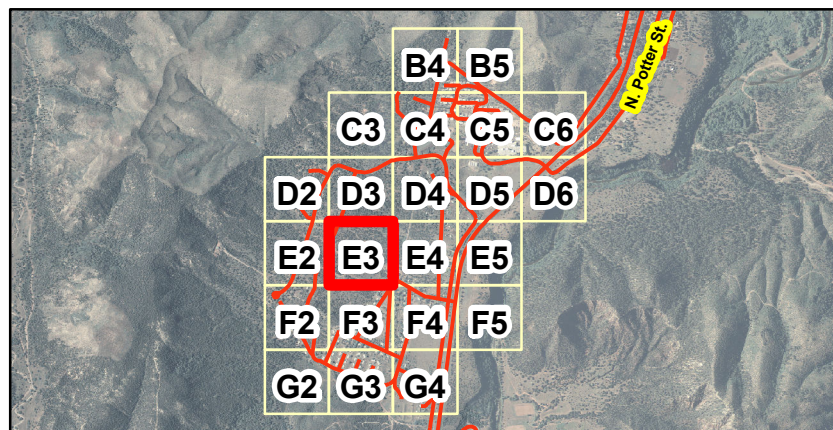 N. Potter St.
B4 B5
C3 C4 C5 C6
D2 D3 D4 D5 D6
E2 E3 E4 E5
F2 F3 F4 F5
G2 G3 G4